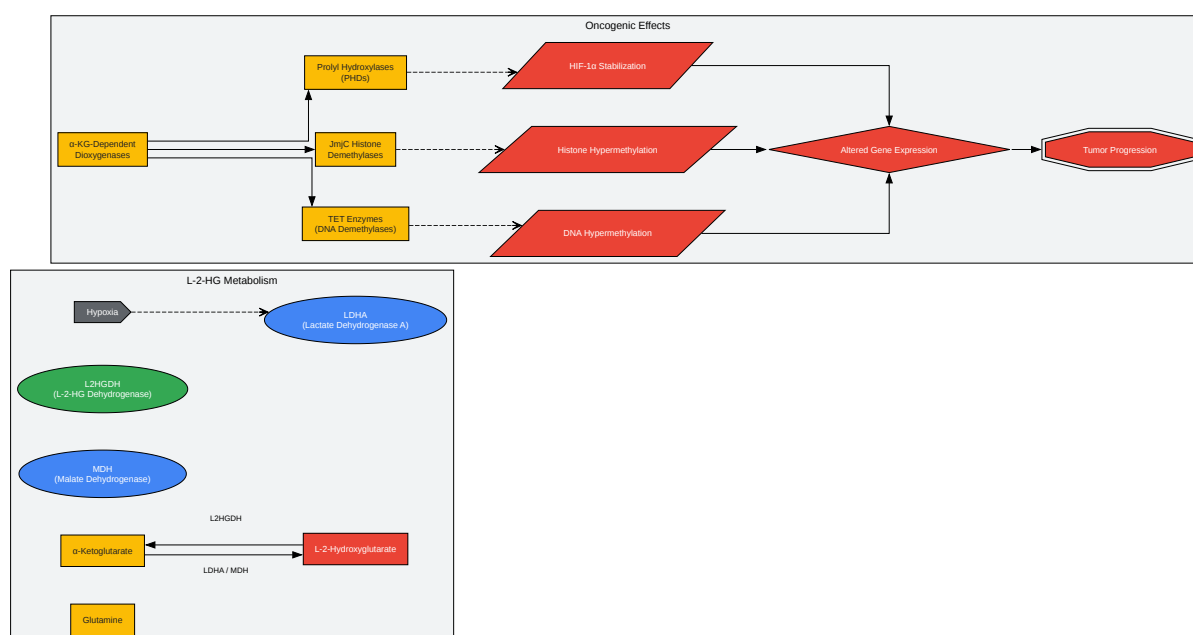 Oncogenic Effects
Prolyl Hydroxylases
(PHDs)
HIF-1α Stabilization
α-KG-Dependent
Dioxygenases
JmjC Histone
Demethylases
Histone Hypermethylation
Altered Gene Expression
Tumor Progression
TET Enzymes
(DNA Demethylases)
DNA Hypermethylation
L-2-HG Metabolism
Hypoxia
LDHA
(Lactate Dehydrogenase A)
L2HGDH
(L-2-HG Dehydrogenase)
MDH
(Malate Dehydrogenase)
L2HGDH
α-Ketoglutarate
L-2-Hydroxyglutarate
LDHA / MDH
Glutamine